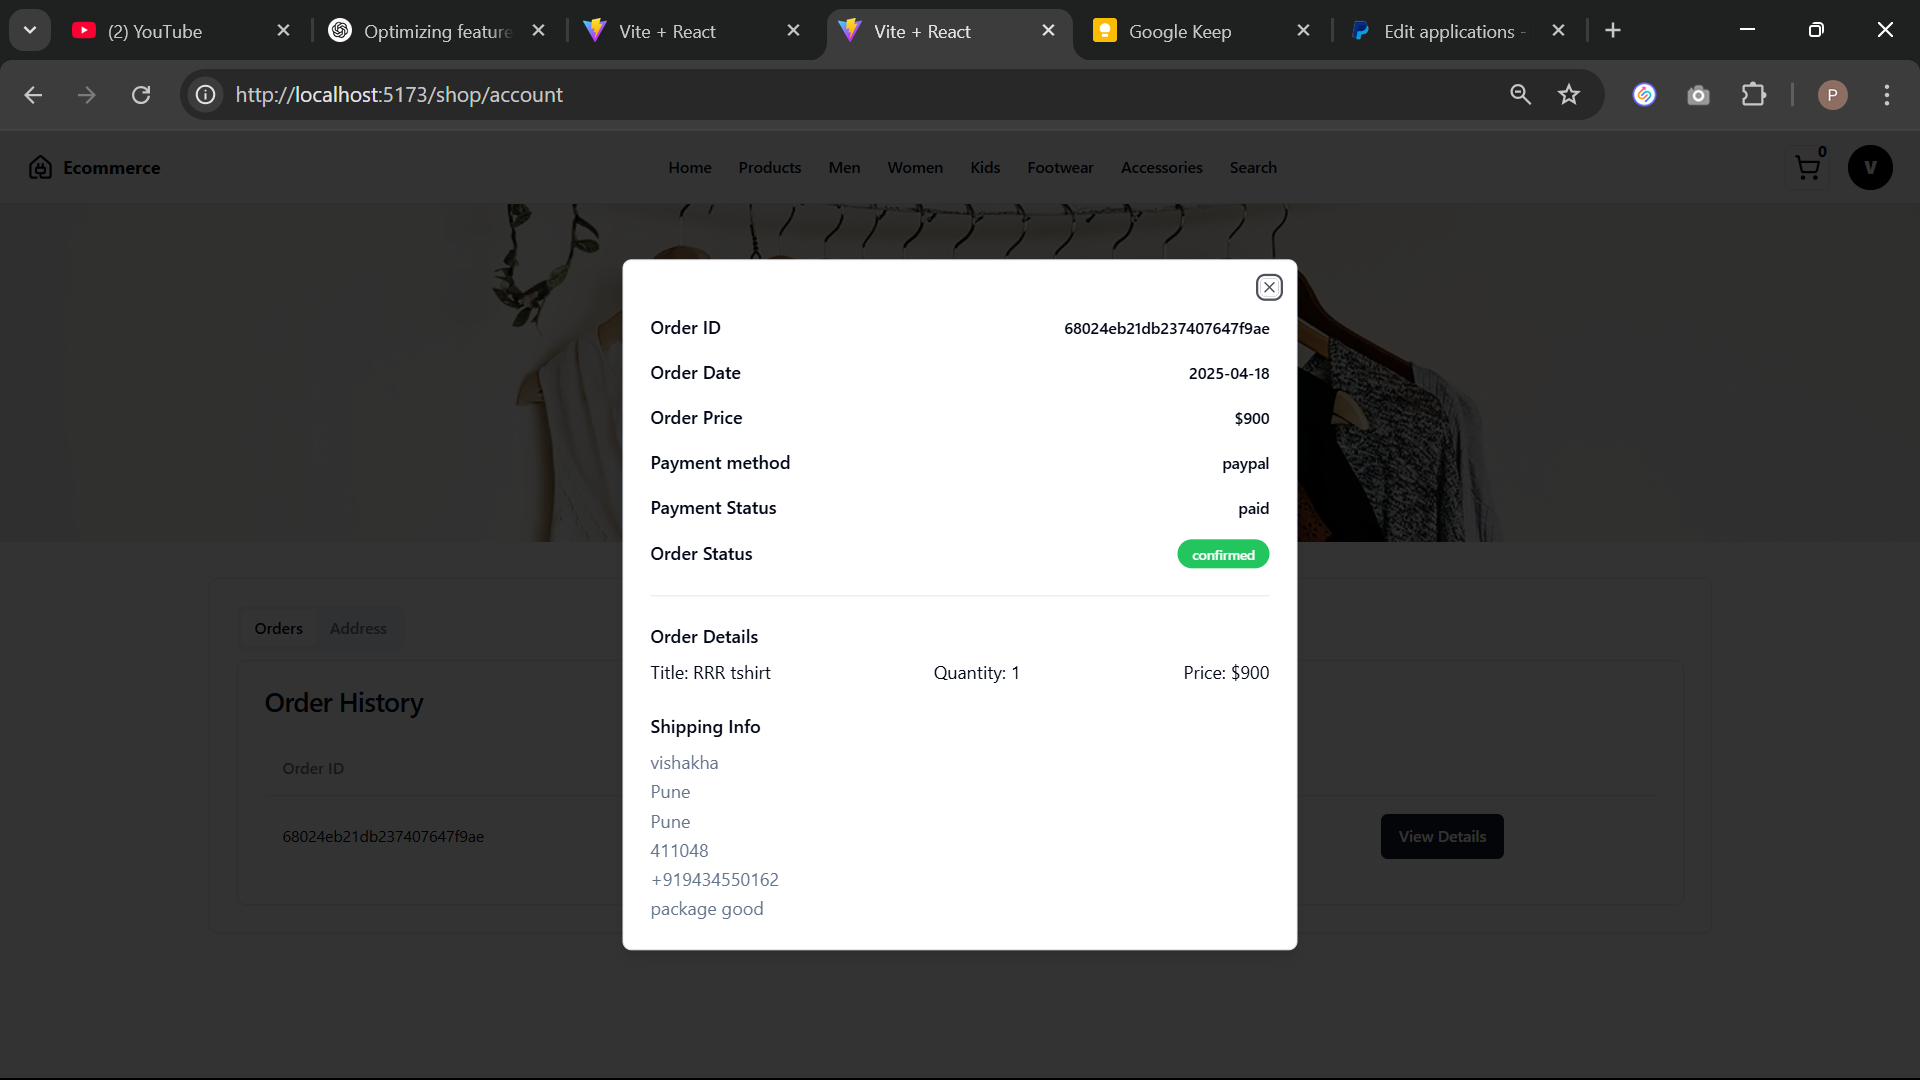 (2) YouTube
Optimizing feature
Vite + React
Vite + React
Google Keep
Edit applications -
http://localhost:5173/shop/account
P
Ecommerce
Home Products Men Women Kids Footwear Accessories Search
0
V
Order ID 68024eb21db237407647f9ae
Order Date 2025-04-18
Order Price $900
Payment method paypal
Payment Status paid
Order Status confirmed
Order Details
Title: RRR tshirt Quantity: 1 Price: $900
Shipping Info
vishakha
Pune
Pune
411048
+919434550162
package good
Orders Address
Order History
Order ID
68024eb21db237407647f9ae View Details